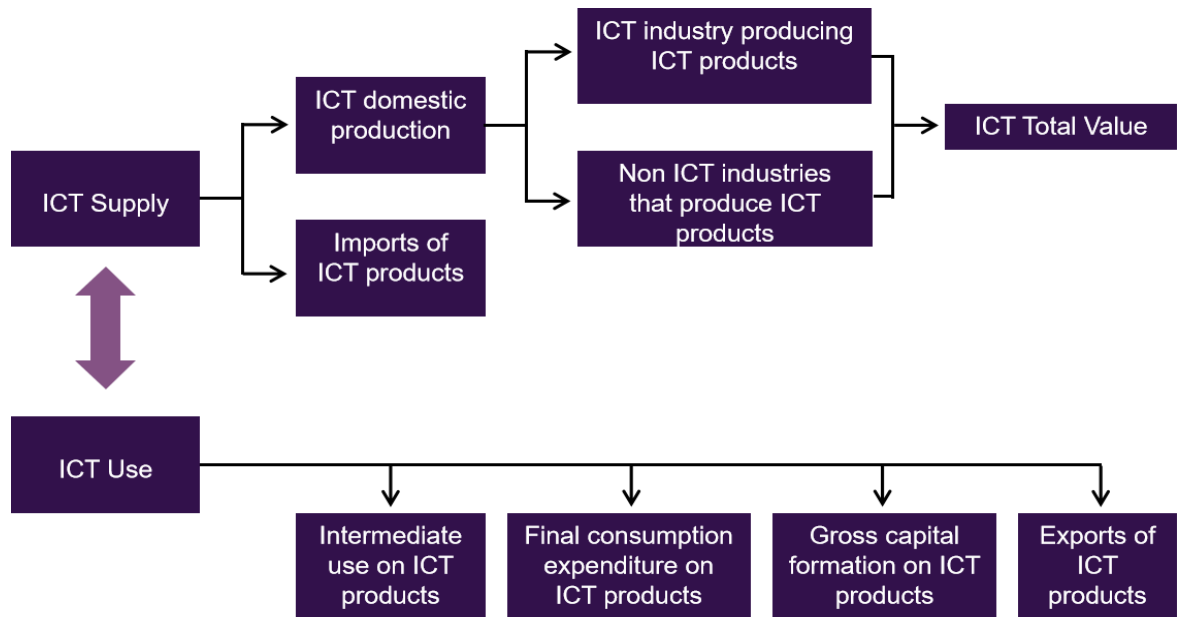 ICT industry producing
ICT products
ICT domestic
production
ICT Total Value
Non ICT industries
that produce ICT
products
ICT Supply
Imports of
ICT products
ICT Use
Intermediate
use on ICT
products
Final consumption
expenditure on
ICT products
Gross capital
formation on ICT
products
Exports of
ICT
products